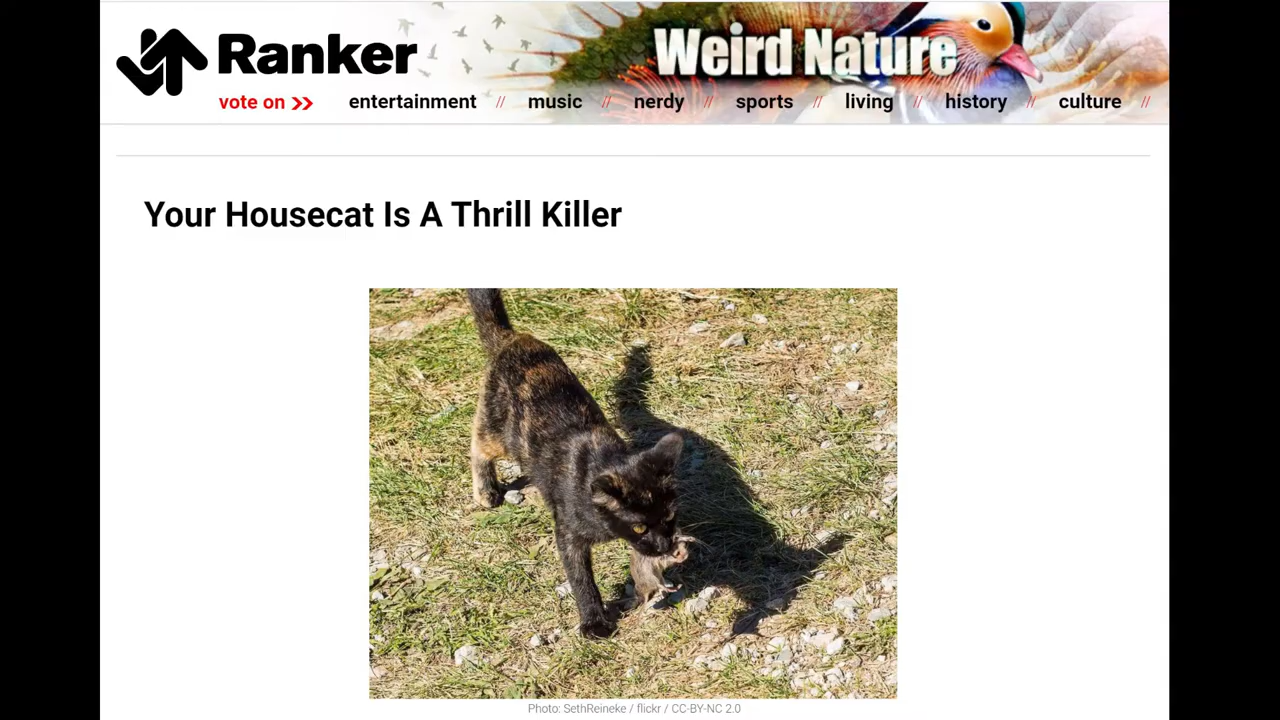 Ranker
Weird Nature
vote on >> entertainment // music // nerdy // sports // living // history // culture //
Your Housecat Is A Thrill Killer
Photo: SethReineke / flickr / CC-BY-NC 2.0